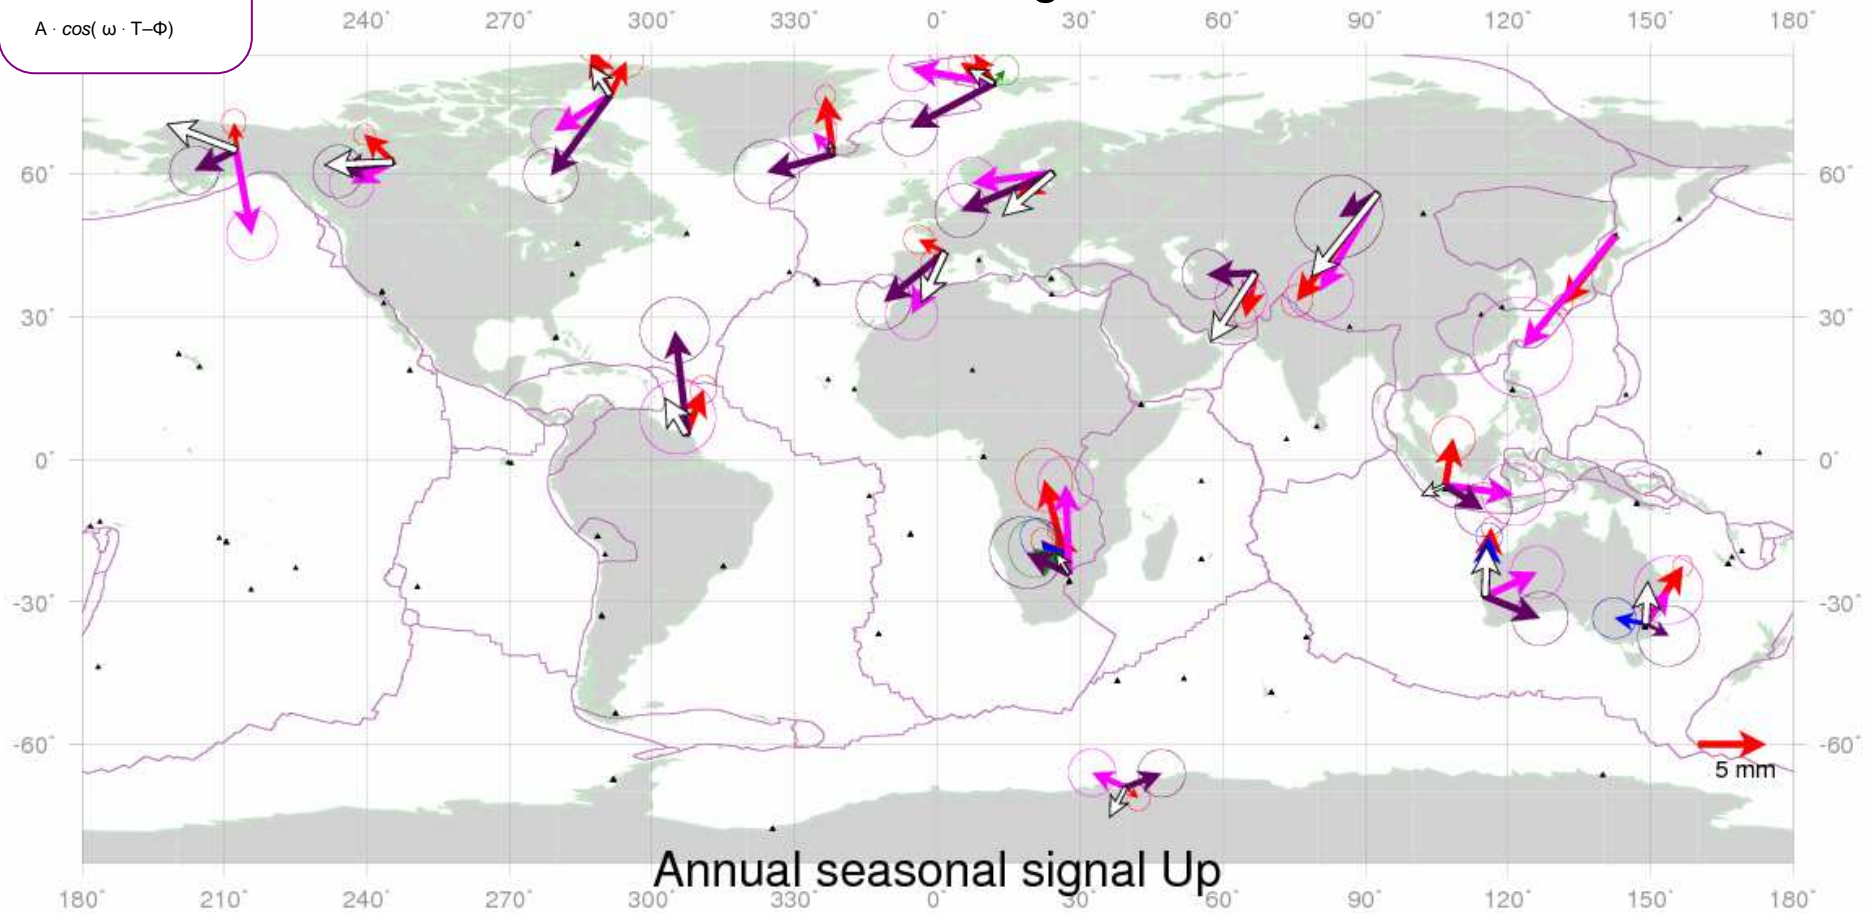 g
240° 270° 300° 330° 0° 30° 60° 90° 120° 150° 180°
A · cos( ω · T–Φ)
60° 60°
30° 30°
0° 0°
-30° -30°
-60° -60°
5 mm
Annual seasonal signal Up
180° 210° 240° 270° 300° 330° 0° 30° 60° 90° 120° 150° 180°